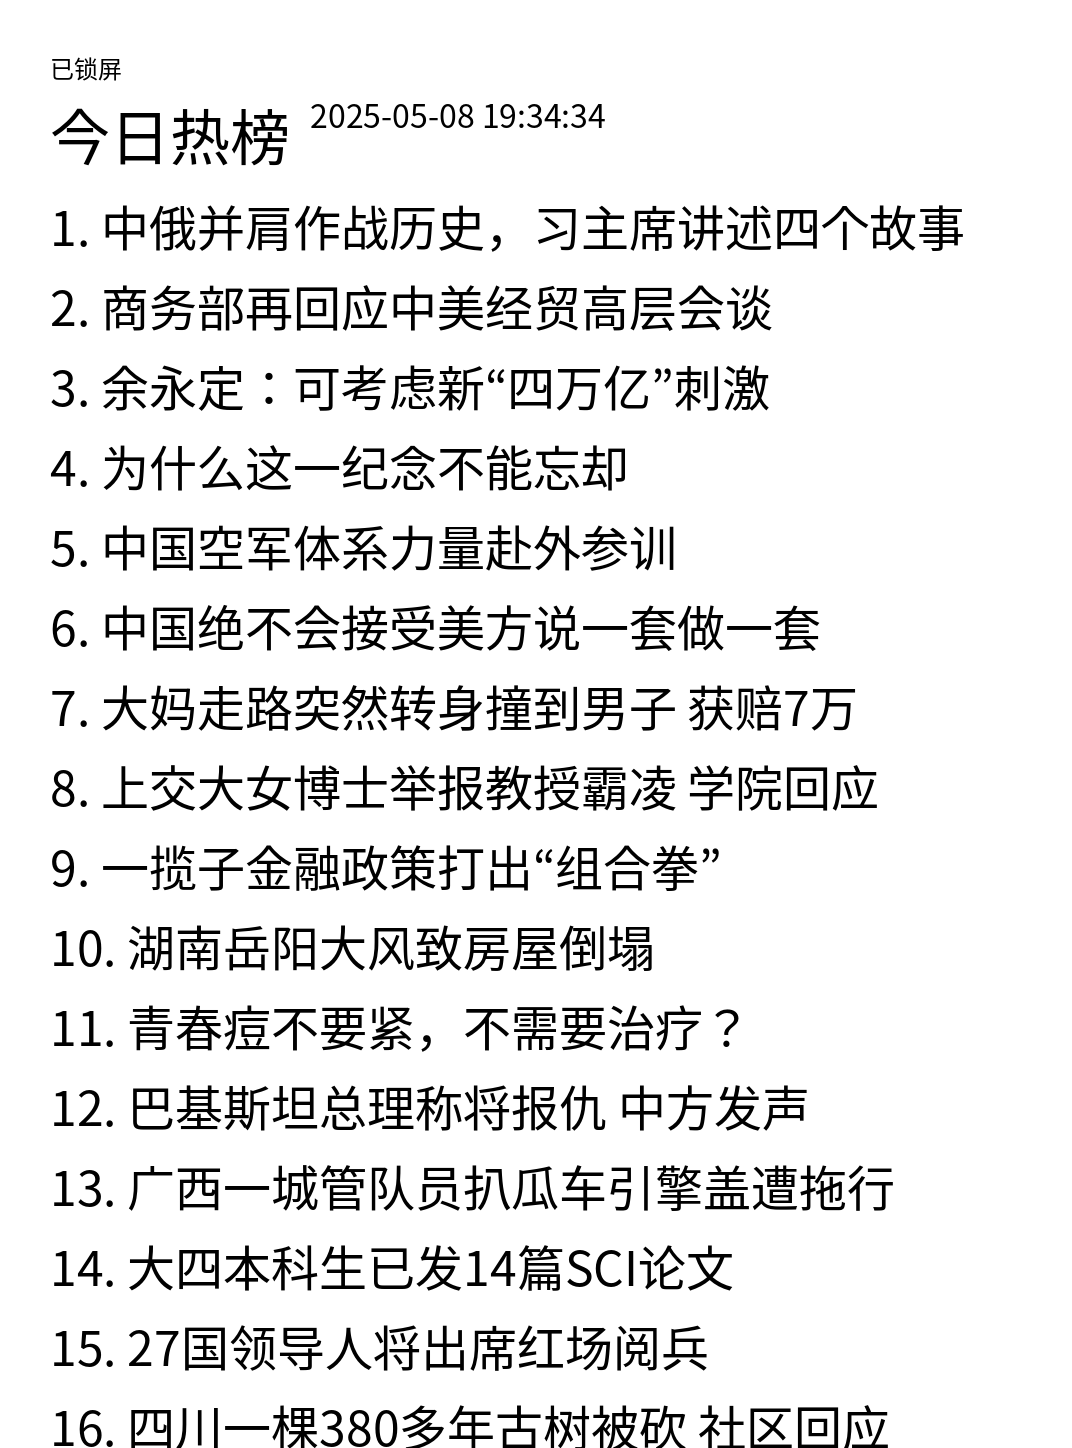 已锁屏
今日热榜 2025-05-08 19:34:34
1. 中俄并肩作战历史，习主席讲述四个故事
2. 商务部再回应中美经贸高层会谈
3. 余永定：可考虑新“四万亿”刺激
4. 为什么这一纪念不能忘却
5. 中国空军体系力量赴外参训
6. 中国绝不会接受美方说一套做一套
7. 大妈走路突然转身撞到男子 获赔7万
8. 上交大女博士举报教授霸凌 学院回应
9. 一揽子金融政策打出“组合拳”
10. 湖南岳阳大风致房屋倒塌
11. 青春痘不要紧，不需要治疗？
12. 巴基斯坦总理称将报仇 中方发声
13. 广西一城管队员扒瓜车引擎盖遭拖行
14. 大四本科生已发14篇SCI论文
15. 27国领导人将出席红场阅兵
16. 四川一棵380多年古树被砍 社区回应